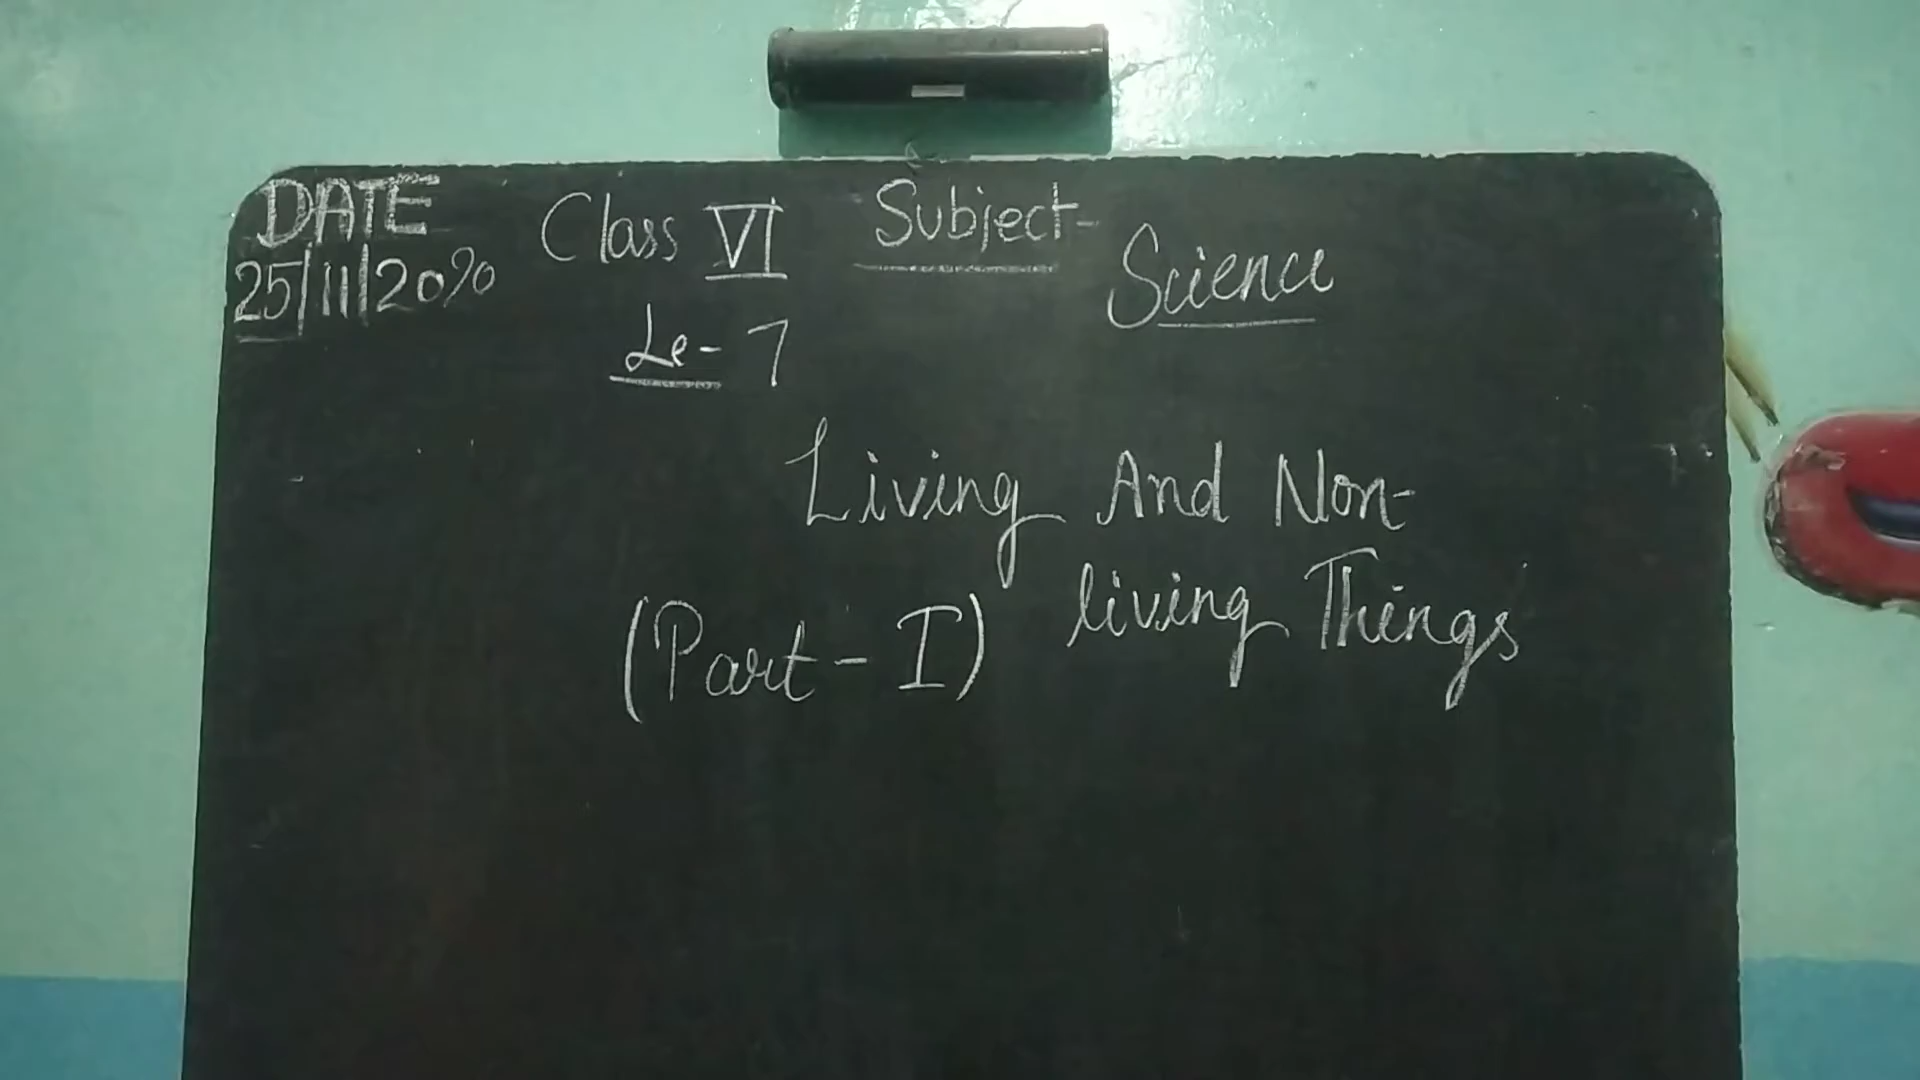 DATE
25/11/2020
Class VI
Subject-
Science
Le- 7
Living And Non-
living Things
(Part - I)